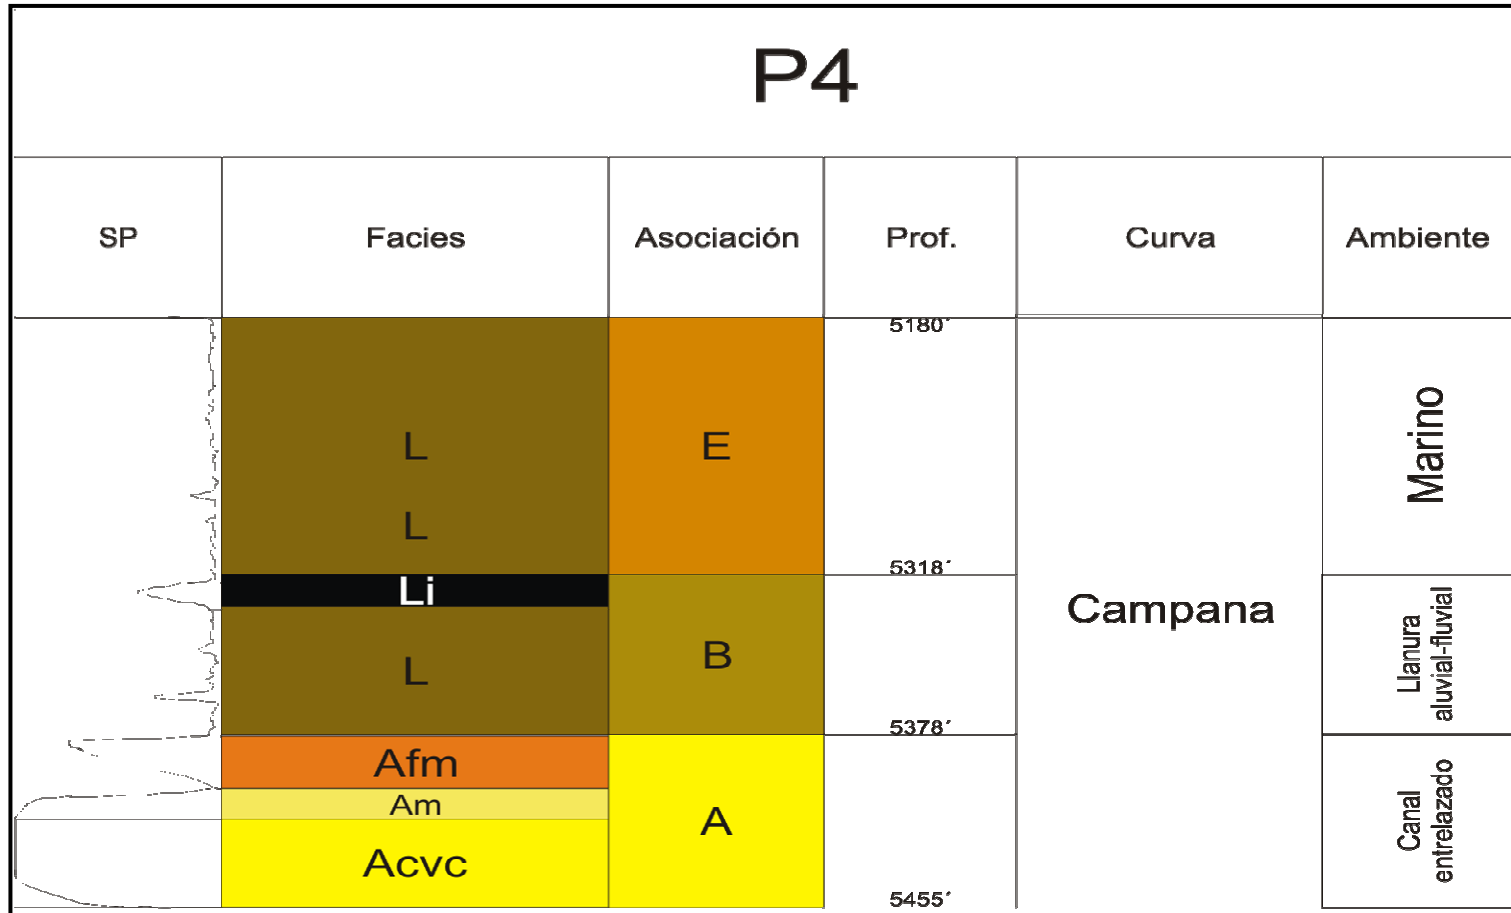 P4
SP
Facies
Asociación
Prof.
Curva
Ambiente
5180´
L
E
Marino
L
5318´
Li
Campana
L
B
Llanura
aluvial-fluvial
5378´
Afm
Am
A
Canal
entrelazado
Acvc
5455´